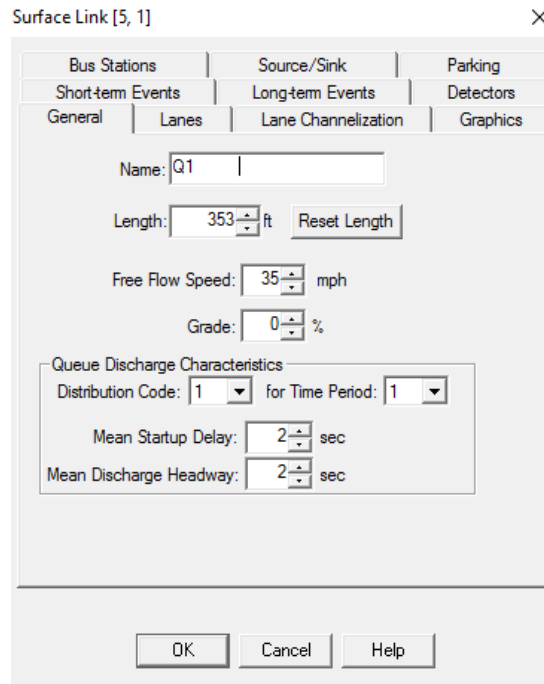 Surface Link [5, 1]
Bus Stations Source/Sink Parking
Short-term Events Long-term Events Detectors
General Lanes Lane Channelization Graphics
Name: Q1
Length: 353 ft Reset Length
Free Flow Speed: 35 mph
Grade: 0 %
Queue Discharge Characteristics
Distribution Code: 1 for Time Period: 1
Mean Startup Delay: 2 sec
Mean Discharge Headway: 2 sec
OK Cancel Help